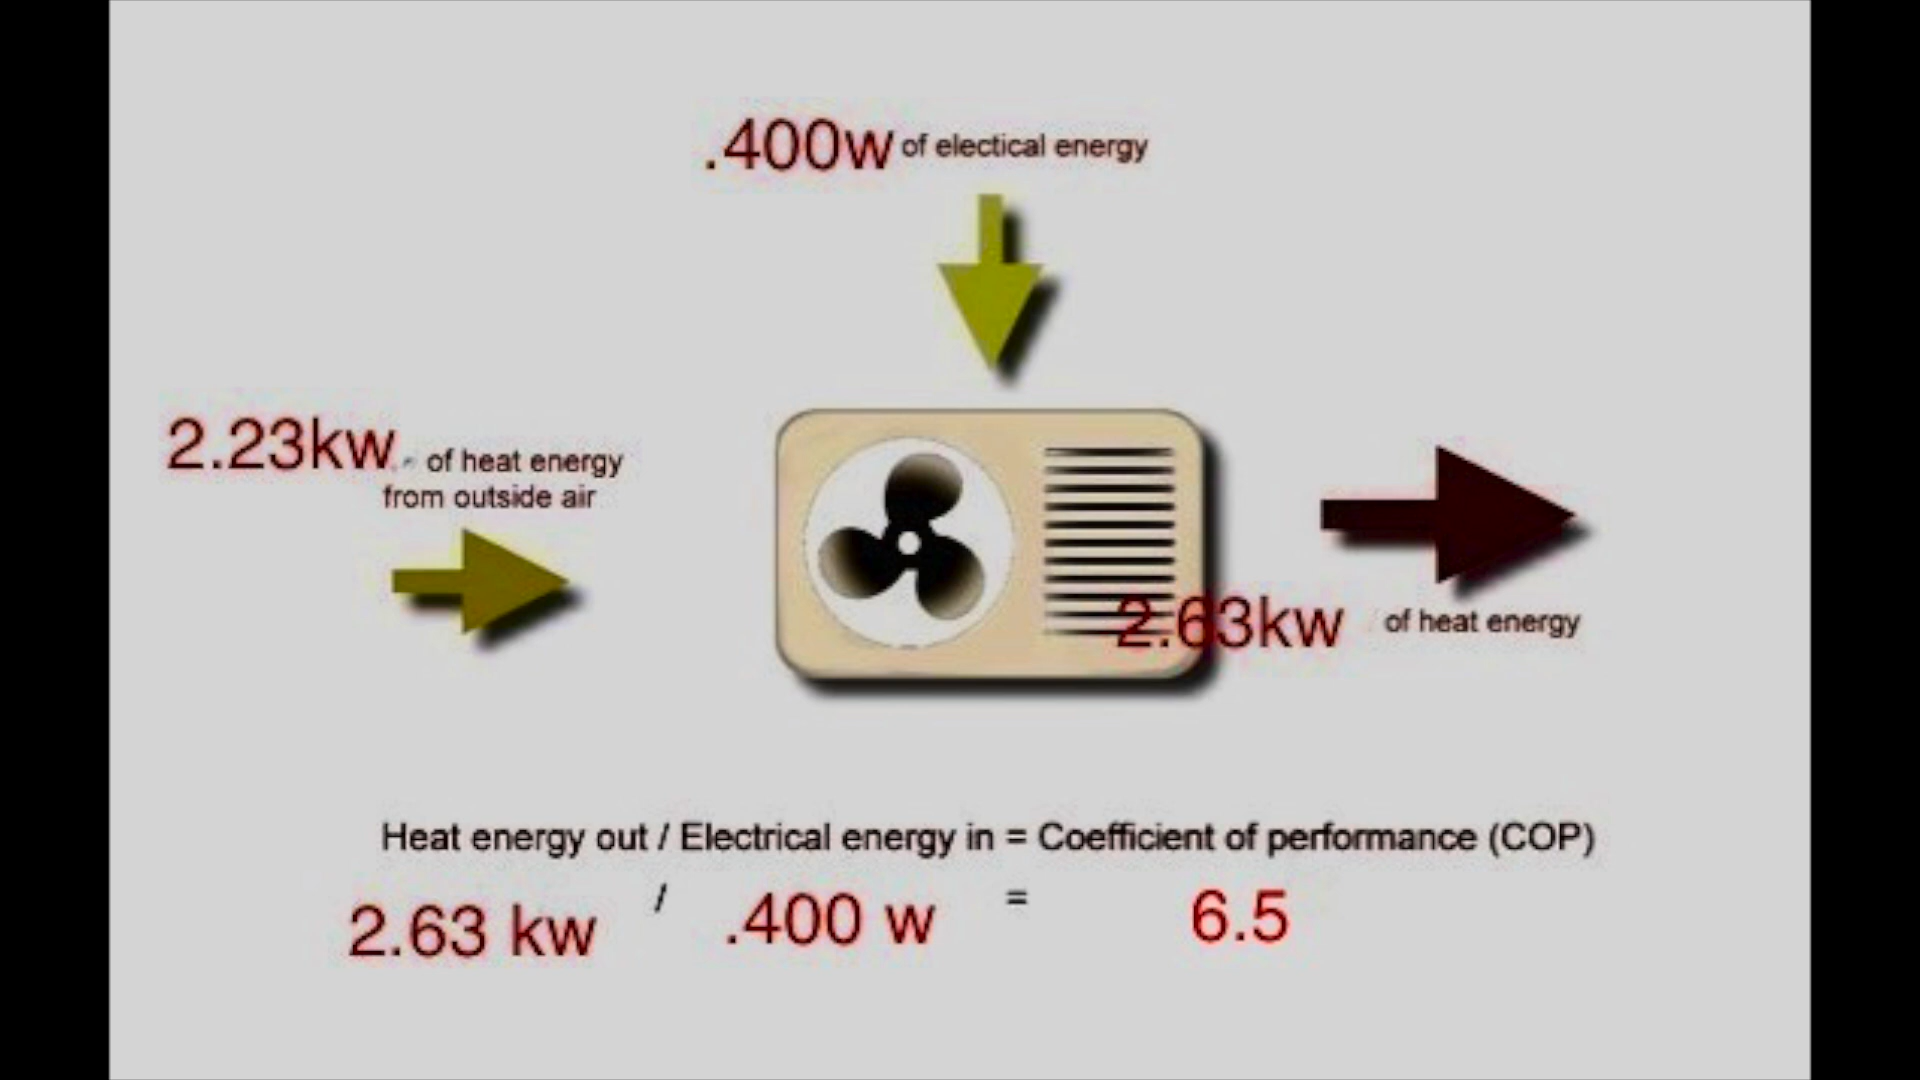 .400w of electical energy
2.23kw of heat energy
from outside air
2.63kw of heat energy
Heat energy out / Electrical energy in = Coefficient of performance (COP)
2.63 kw / .400 w = 6.5